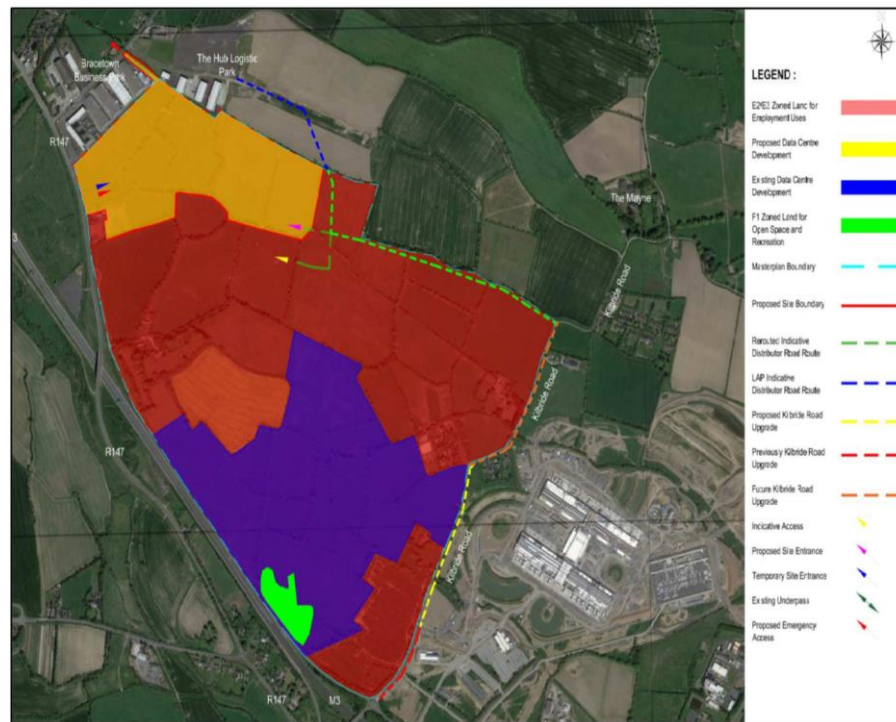 Bracetown
Business Park
The Hub Logistic
Park
R147
The Mayne
3
Kilbride Road
Kilbride Road
R147
Kilbride Road
R147
M3
LEGEND :
E2/E3 Zoned Land for
Employment Uses
Proposed Data Centre
Development
Existing Data Centre
Development
F1 Zoned Land for
Open Space and
Recreation
Masterplan Boundary
Proposed Site Boundary
Rerouted Indicative
Distributor Road Route
LAP Indicative
Distributor Road Route
Proposed Kilbride Road
Upgrade
Previously Kilbride Road
Upgrade
Future Kilbride Road
Upgrade
Indicative Access
Proposed Site Entrance
Temporary Site Entrance
Existing Underpass
Proposed Emergency
Access